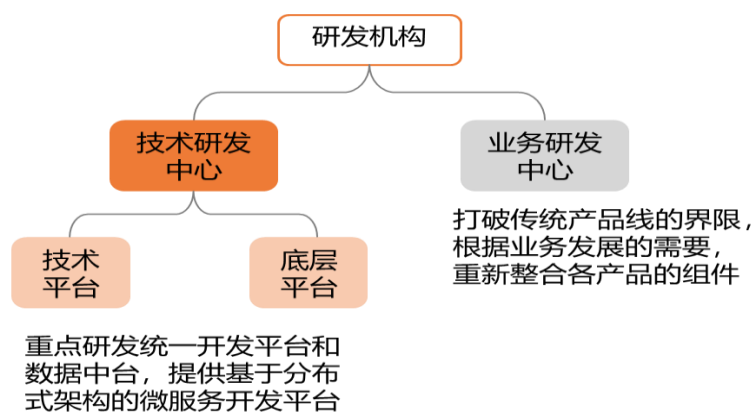 研发机构
技术研发
中心
业务研发
中心
打破传统产品线的界限，
根据业务发展的需要，
重新整合各产品的组件
技术
平台
底层
平台
重点研发统一开发平台和
数据中台，提供基于分布
式架构的微服务开发平台